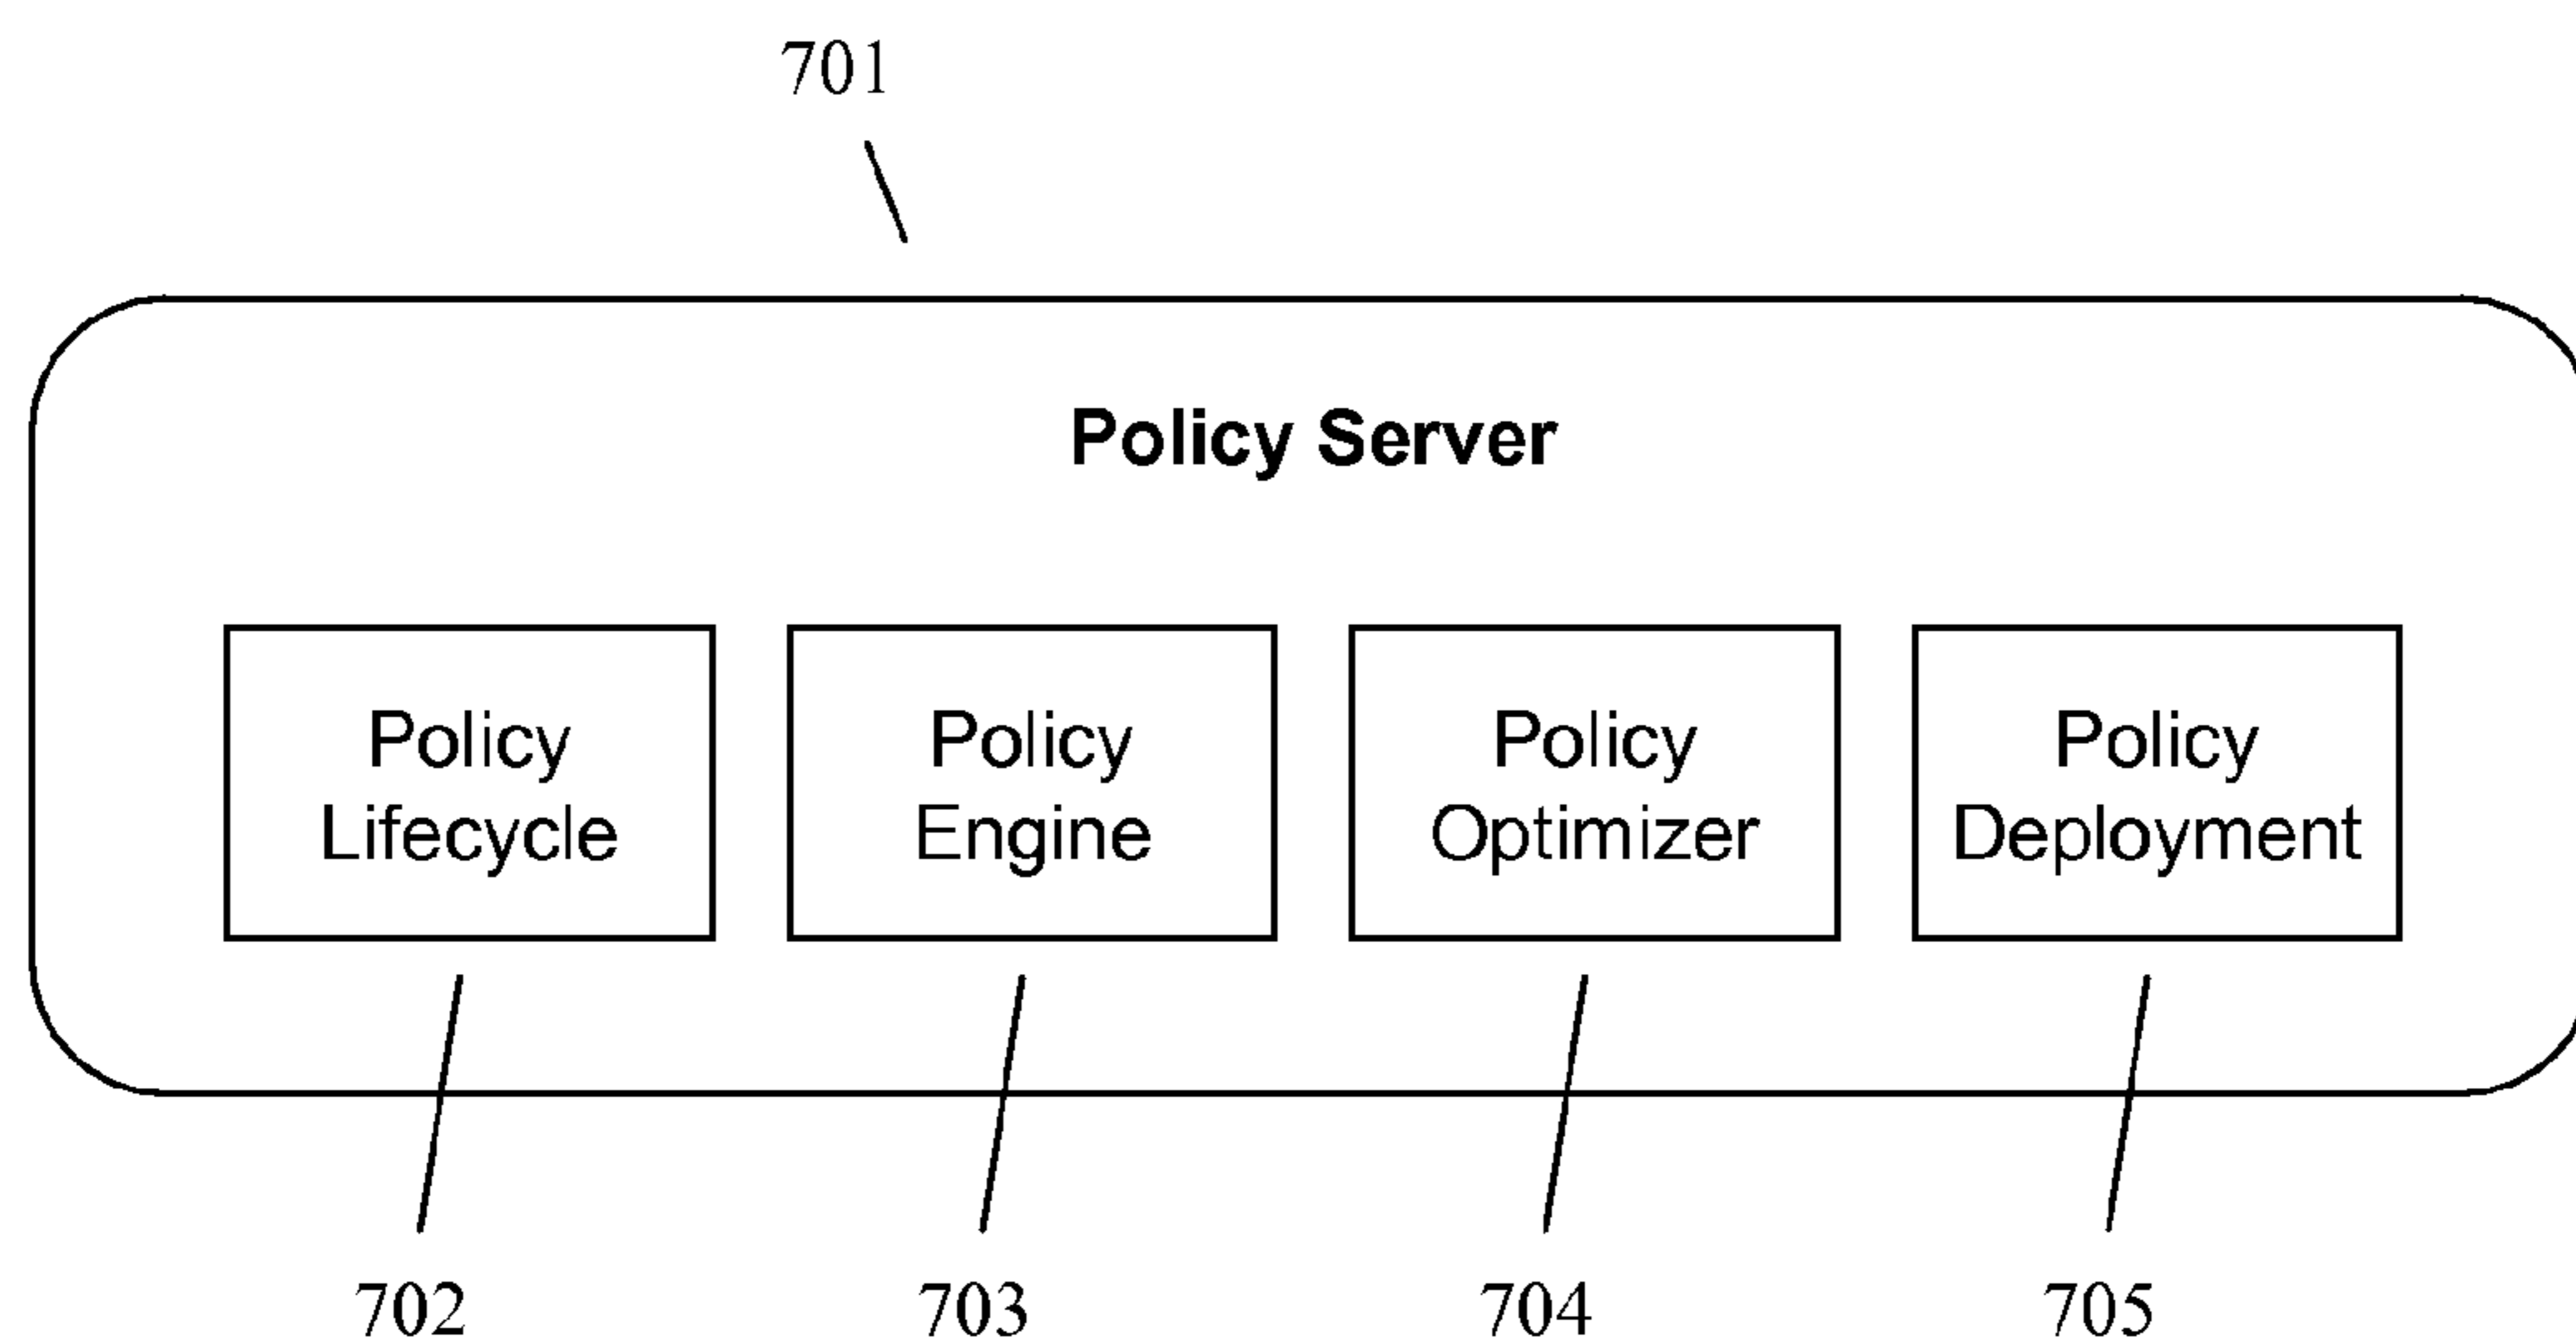 701
Policy Server
Policy
Lifecycle
Policy
Engine
Policy
Optimizer
Policy
Deployment
702
703
704
705